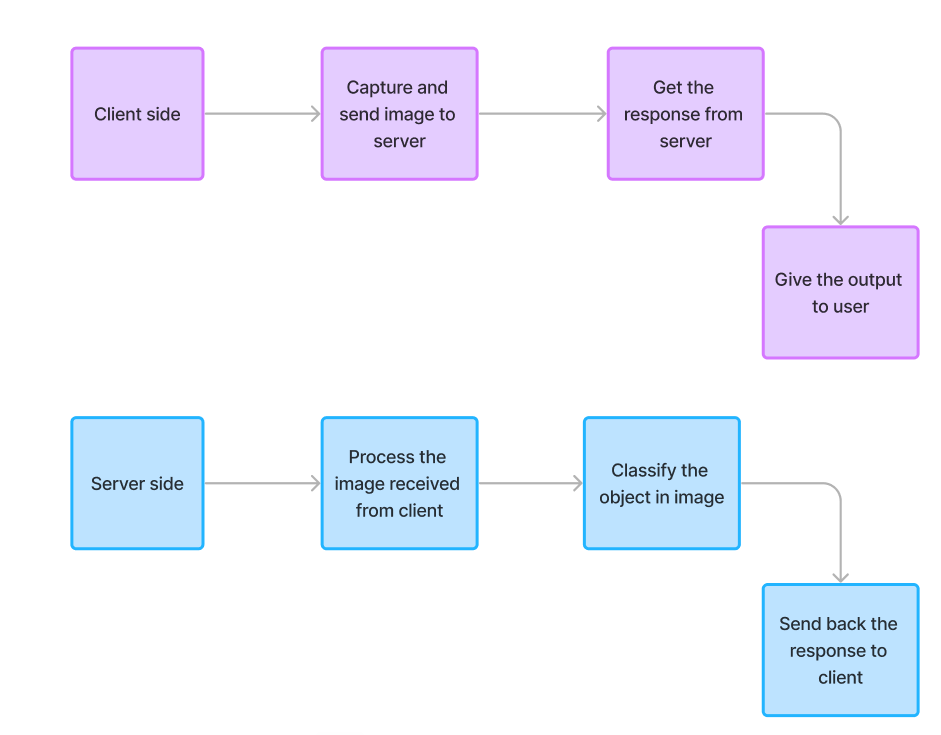 Client side
Capture and
send image to
server
Get the
response from
server
Give the output
to user
Server side
Process the
image received
from client
Classify the
object in image
Send back the
response to
client